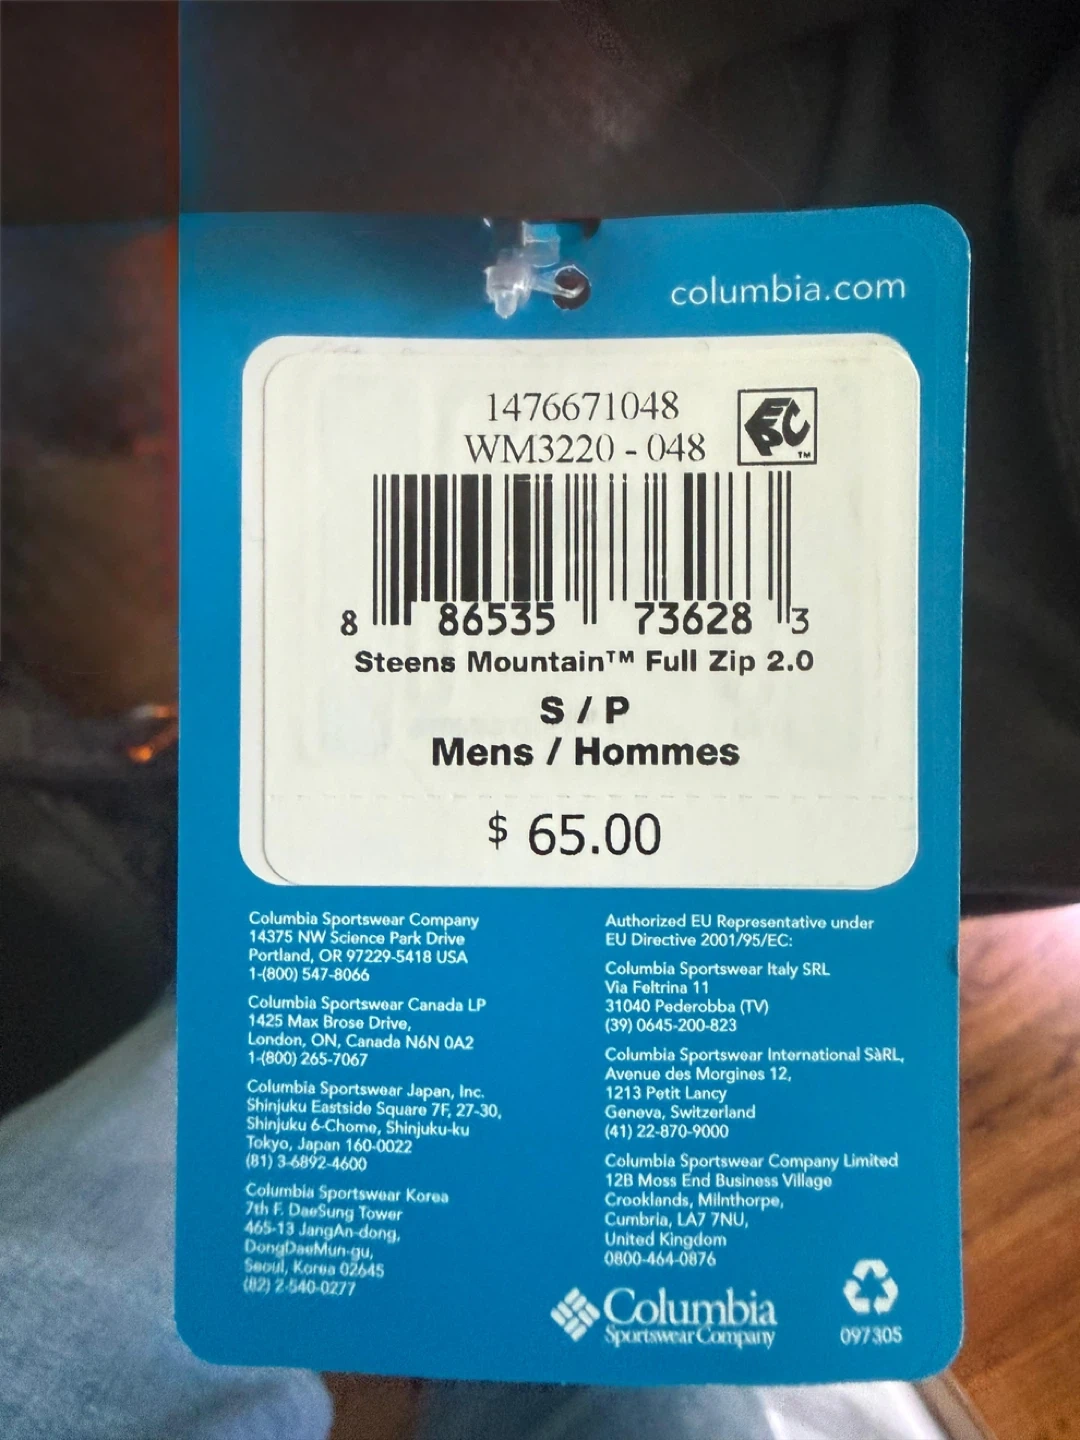 columbia.com
1476671048
WM3220 - 048
EPC
TM
8 86535 73628 3
Steens Mountain™ Full Zip 2.0
S / P
Mens / Hommes
$ 65.00
Columbia Sportswear Company
14375 NW Science Park Drive
Portland, OR 97229-5418 USA
1-(800) 547-8066
Columbia Sportswear Canada LP
1425 Max Brose Drive,
London, ON, Canada N6N 0A2
1-(800) 265-7067
Columbia Sportswear Japan, Inc.
Shinjuku Eastside Square 7F, 27-30,
Shinjuku 6-Chome, Shinjuku-ku
Tokyo, Japan 160-0022
(81) 3-6892-4600
Columbia Sportswear Korea
7th F. DaeSung Tower
465-13 JangAn-dong,
DongDaeMun-gu,
Seoul, Korea 02645
(82) 2-540-0277
Authorized EU Representative under
EU Directive 2001/95/EC:
Columbia Sportswear Italy SRL
Via Feltrina 11
31040 Pederobba (TV)
(39) 0645-200-823
Columbia Sportswear International SàRL,
Avenue des Morgines 12,
1213 Petit Lancy
Geneva, Switzerland
(41) 22-870-9000
Columbia Sportswear Company Limited
12B Moss End Business Village
Crooklands, Milnthorpe,
Cumbria, LA7 7NU,
United Kingdom
0800-464-0876
Columbia
Sportswear Company
097305